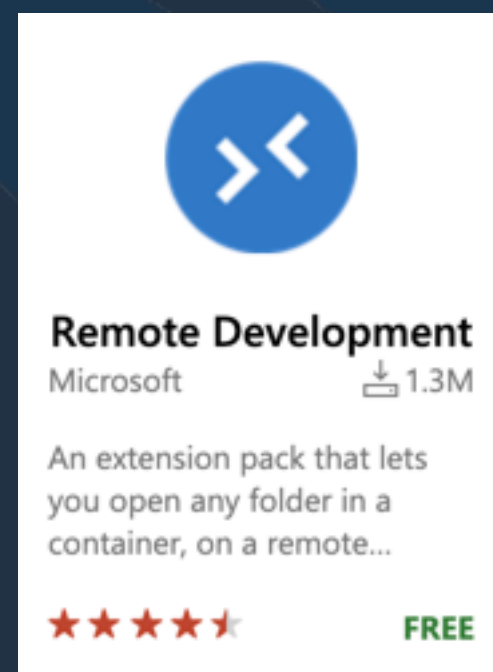 Remote Development
Microsoft 1.3M
An extension pack that lets
you open any folder in a
container, on a remote...
FREE